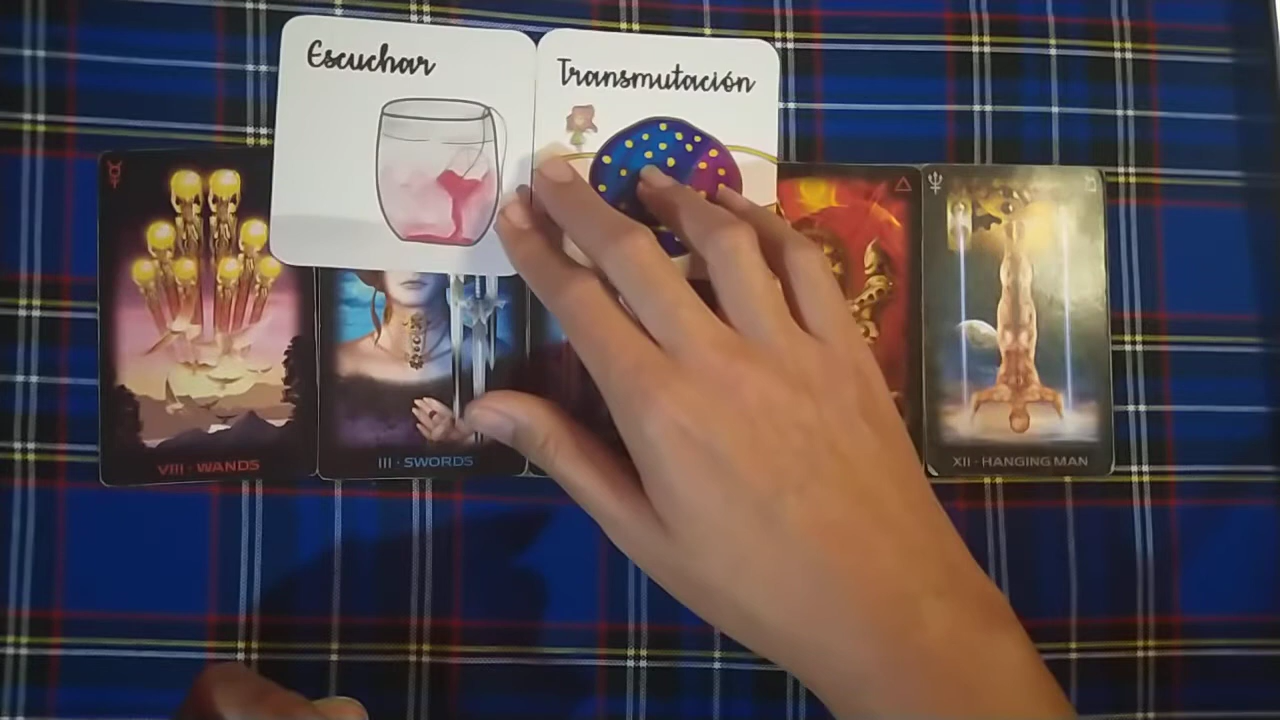 Escuchar
Transmutación
VIII · WANDS
III · SWORDS
XII · HANGING MAN